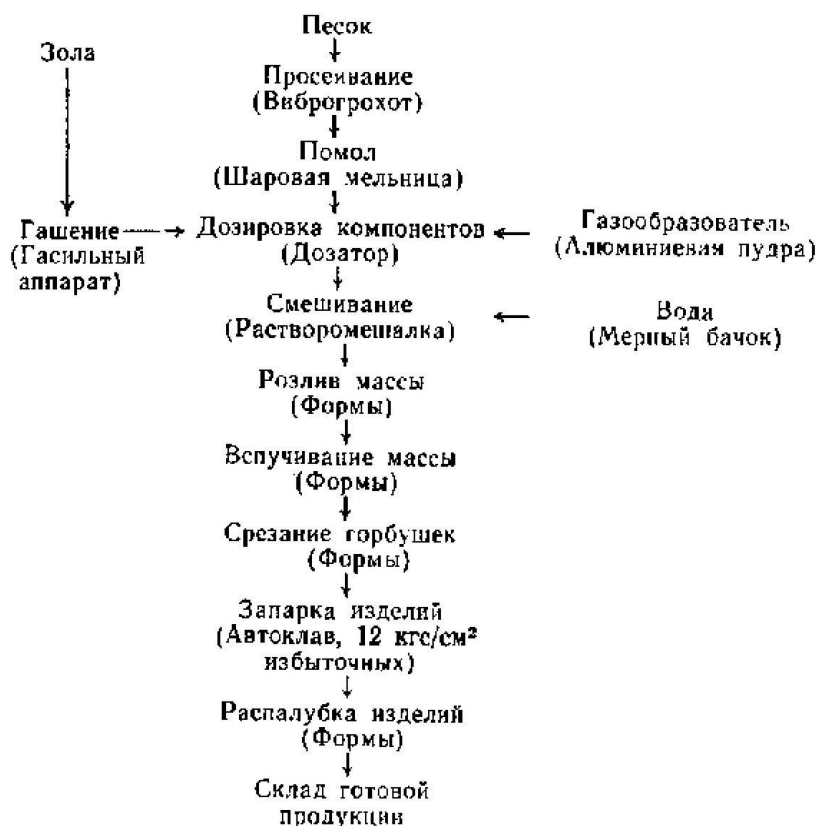 Песок
Зола
Просеивание
(Виброгрохот)
Помол
(Шаровая мельница)
Гашение
(Гасильный
аппарат)
Дозировка компонентов
(Дозатор)
Газообразователь
(Алюминиевая пудра)
Смешивание
(Растворомешалка)
Вода
(Мерный бачок)
Розлив массы
(Формы)
Вспучивание массы
(Формы)
Срезание горбушек
(Формы)
Запарка изделий
(Автоклав, 12 кгс/см²
избыточных)
Распалубка изделий
(Формы)
Склад готовой
продукции